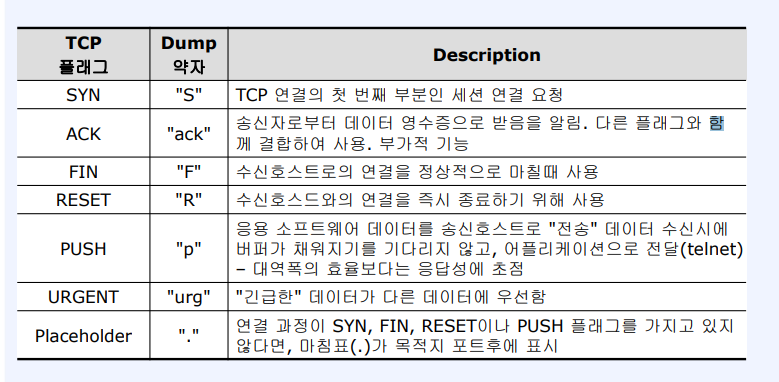 TCP 플래그
Dump 약자
Description
SYN
"S"
TCP 연결의 첫 번째 부분인 세션 연결 요청
ACK
"ack"
송신자로부터 데이터 영수증으로 받음을 알림. 다른 플래그와 함
께 결합하여 사용. 부가적 기능
FIN
"F"
수신호스트로의 연결을 정상적으로 마칠때 사용
RESET
"R"
수신호스드와의 연결을 즉시 종료하기 위해 사용
PUSH
"p"
응용 소프트웨어 데이터를 송신호스트로 "전송" 데이터 수신시에
버퍼가 채워지기를 기다리지 않고, 어플리케이션으로 전달(telnet)
– 대역폭의 효율보다는 응답성에 초점
URGENT
"urg"
"긴급한" 데이터가 다른 데이터에 우선함
Placeholder
"."
연결 과정이 SYN, FIN, RESET이나 PUSH 플래그를 가지고 있지
않다면, 마침표(.)가 목적지 포트후에 표시